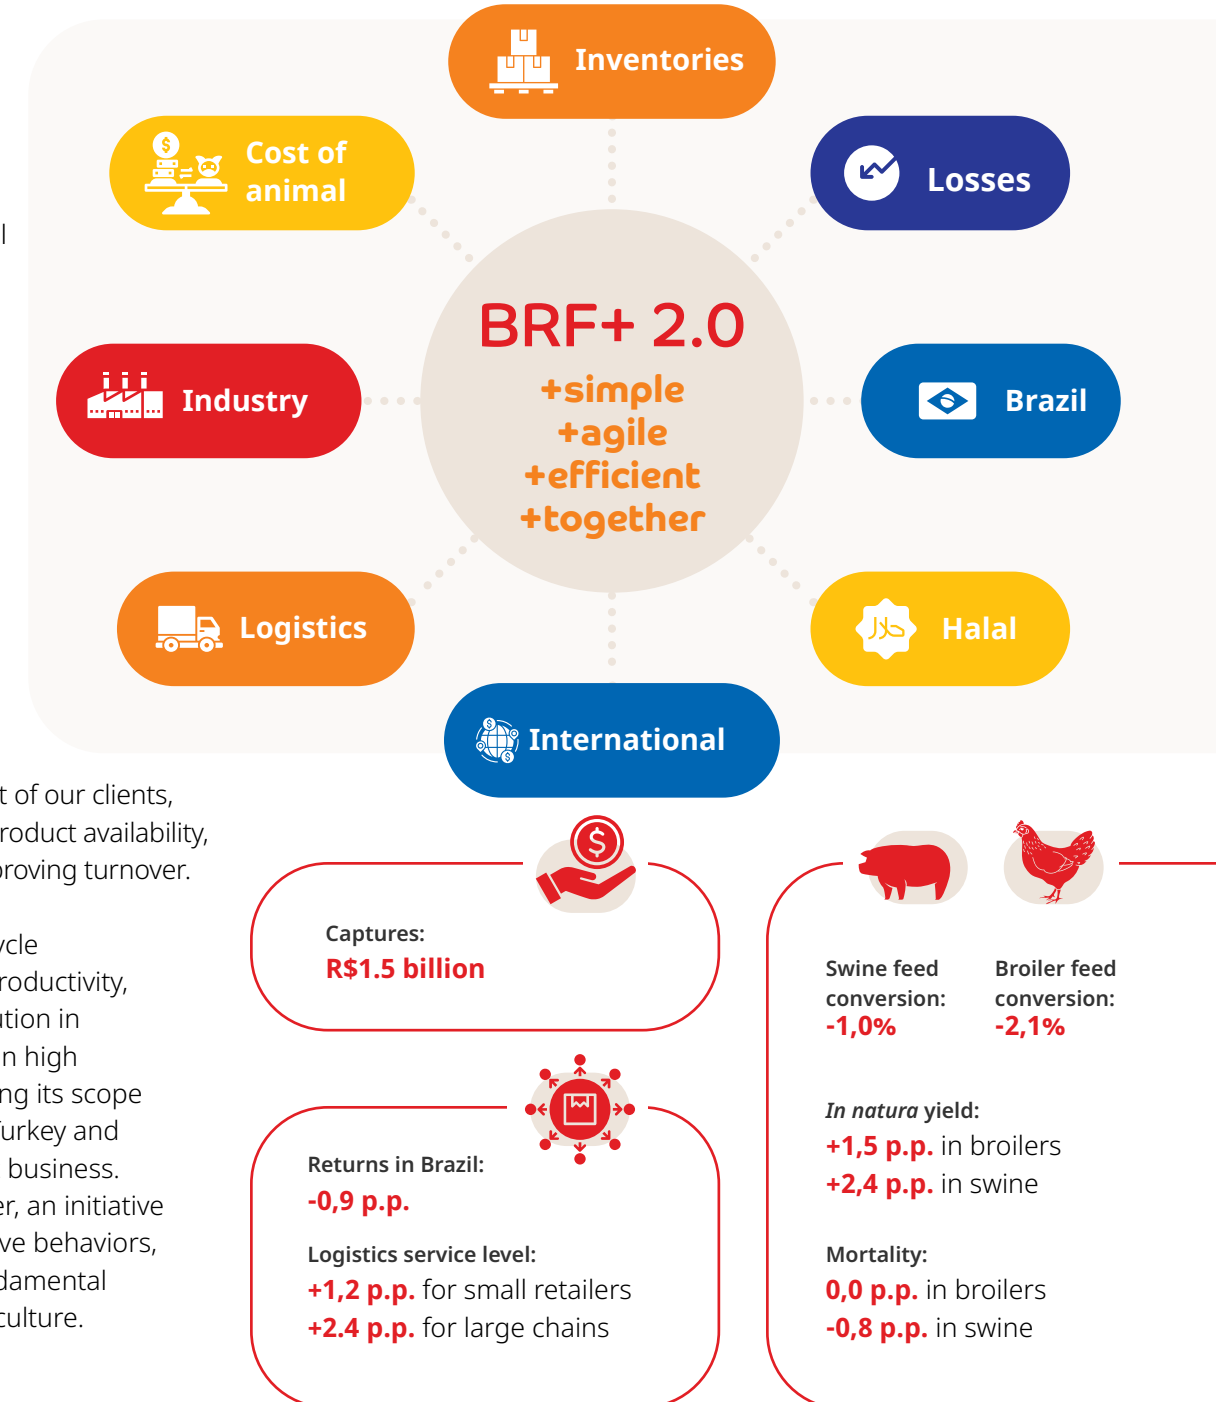 Inventories
Cost of
animal
Losses
l
BRF+ 2.0
+simple
+agile
+efficient
+together
Industry
Brazil
Logistics
Halal
حلال
International
t of our clients,
roduct availability,
proving turnover.
ycle
roductivity,
ution in
n high
ng its scope
Turkey and
business.
er, an initiative
ve behaviors,
damental
culture.
Captures:
R$1.5 billion
Returns in Brazil:
-0,9 p.p.
Logistics service level:
+1,2 p.p. for small retailers
+2.4 p.p. for large chains
Swine feed
conversion:
-1,0%
Broiler feed
conversion:
-2,1%
In natura yield:
+1,5 p.p. in broilers
+2,4 p.p. in swine
Mortality:
0,0 p.p. in broilers
-0,8 p.p. in swine